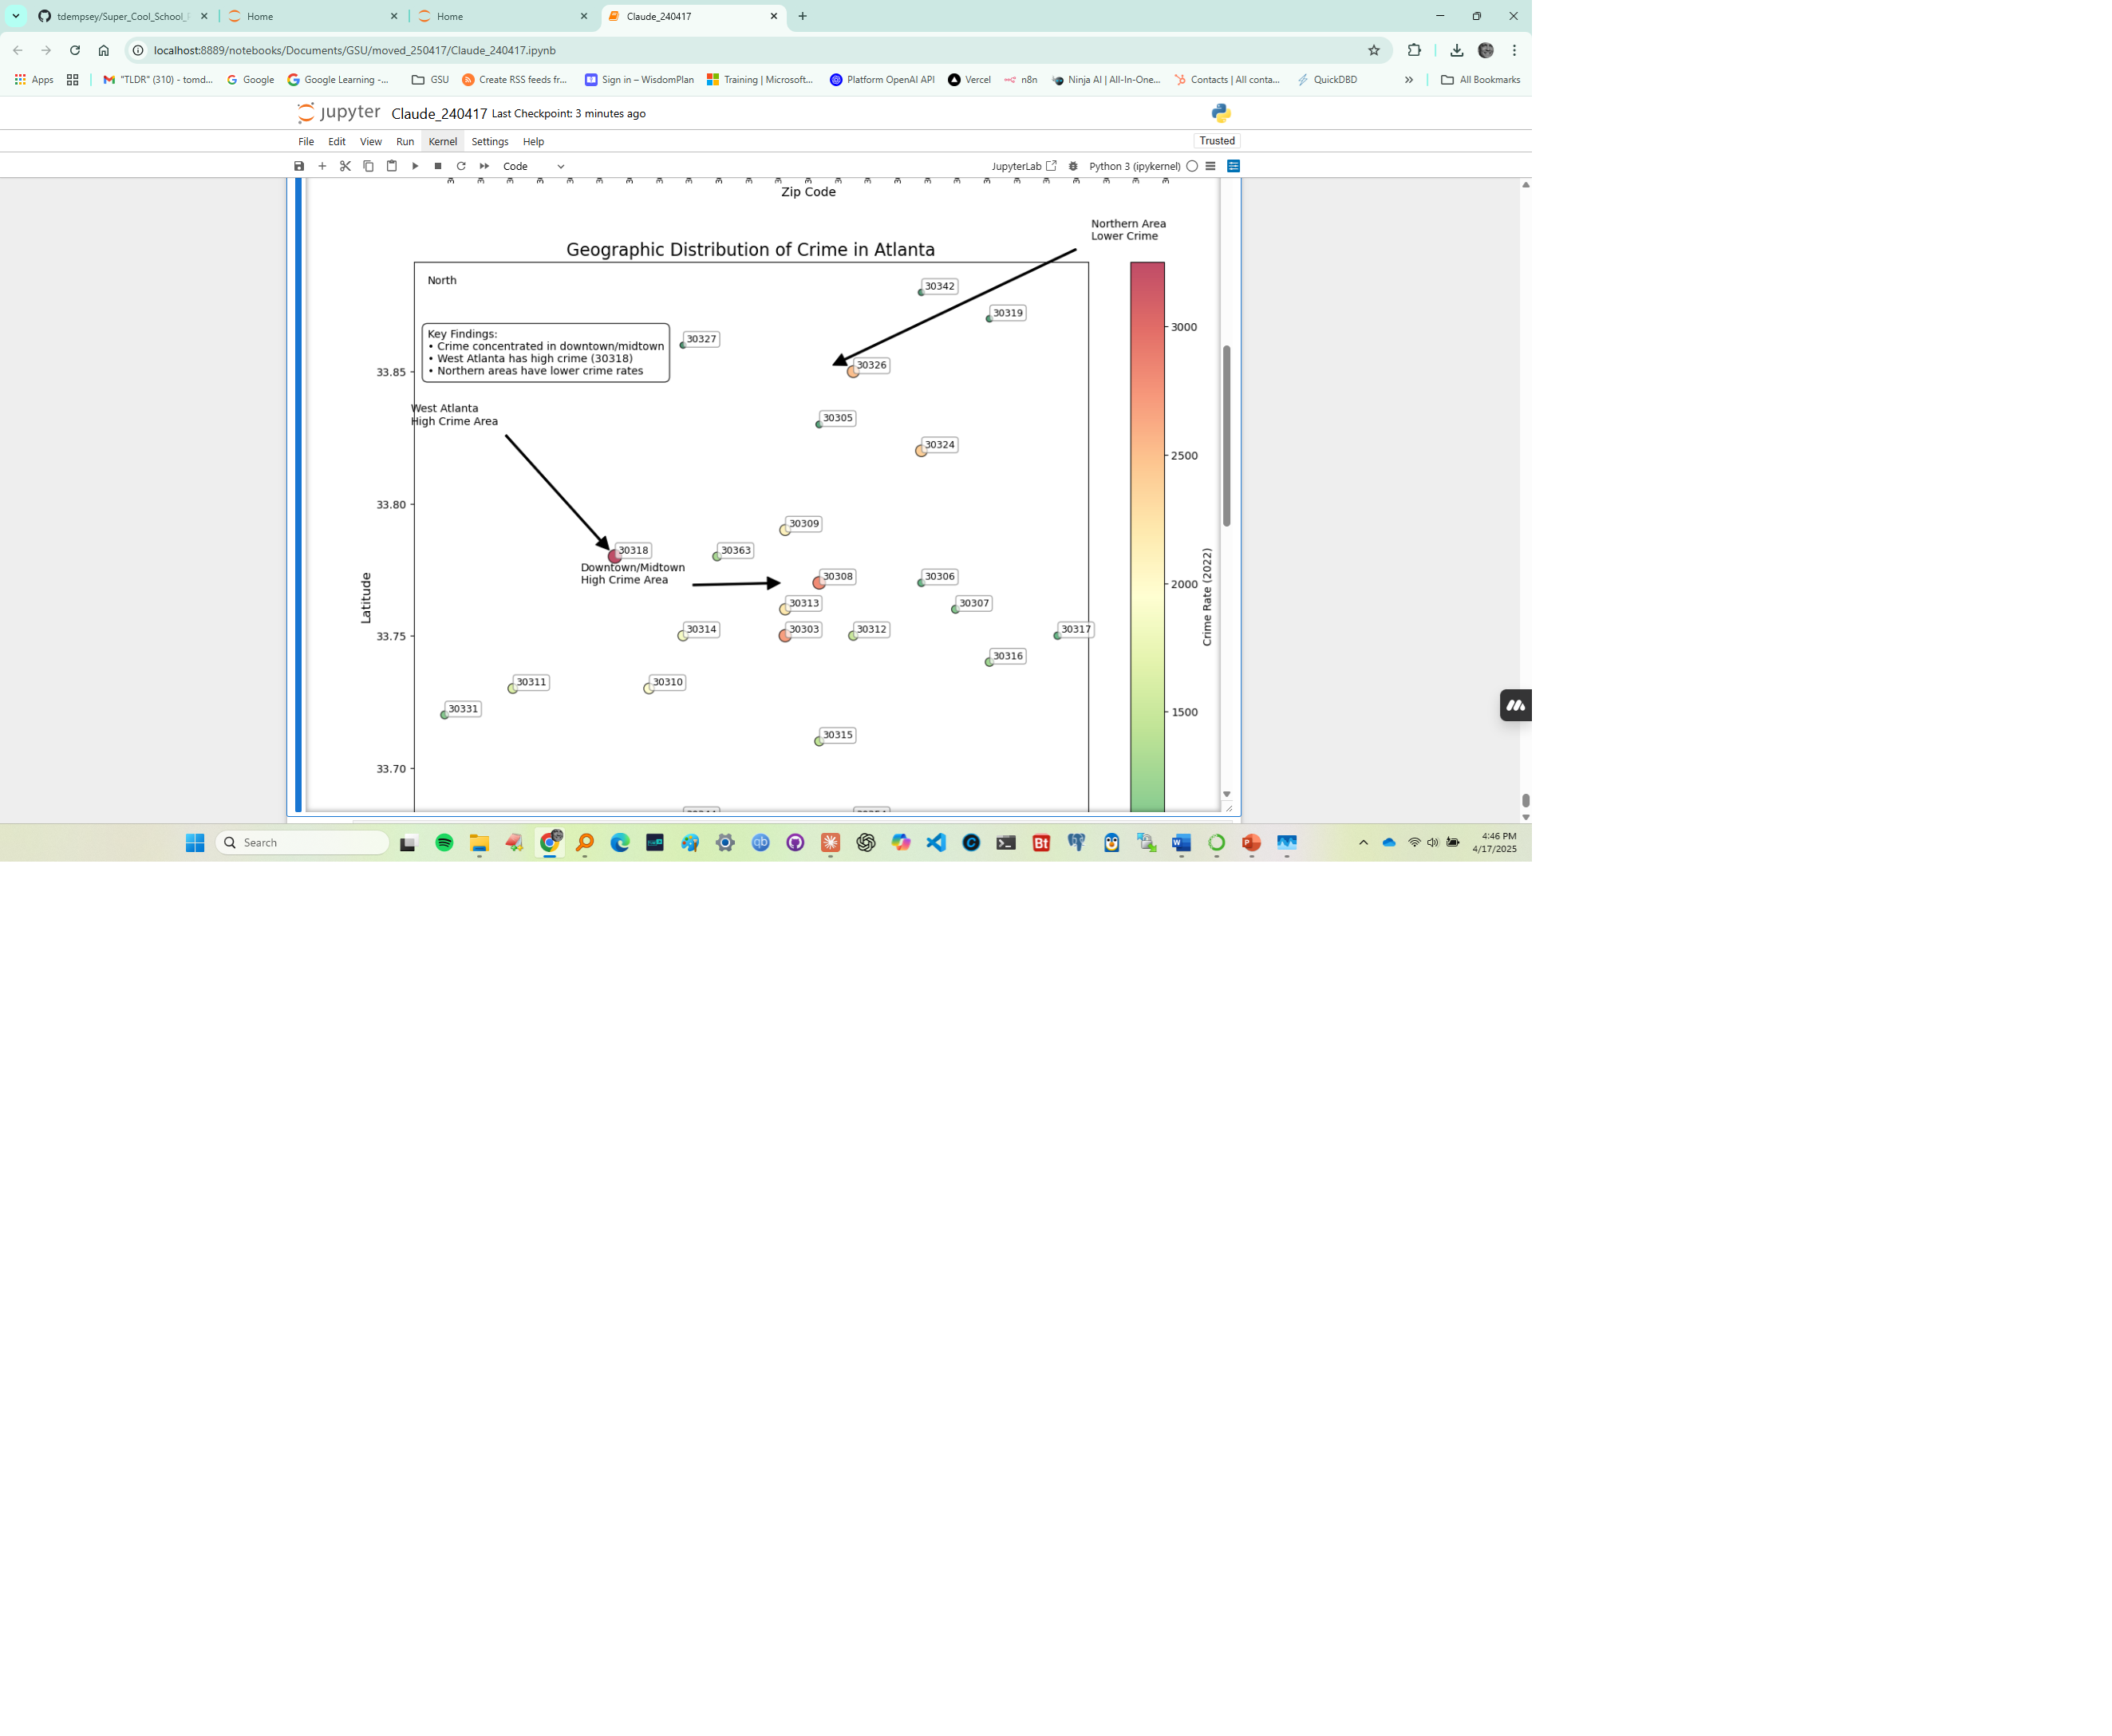 tdempsey/Super_Cool_School_
Home
Home
Claude_240417
localhost:8889/notebooks/Documents/GSU/moved_250417/Claude_240417.ipynb
Apps
"TLDR" (310) - tomd...
Google
Google Learning -...
GSU
Create RSS feeds fr...
Sign in – WisdomPlan
Training | Microsoft...
Platform OpenAI API
Vercel
n8n
Ninja AI | All-In-One...
Contacts | All conta...
QuickDBD
All Bookmarks
jupyter
Claude_240417 Last Checkpoint: 3 minutes ago
File Edit View Run Kernel Settings Help
Trusted
Code
JupyterLab
Python 3 (ipykernel)
Zip Code
Northern Area
Lower Crime
Geographic Distribution of Crime in Atlanta
North
30342
30319
3000
Key Findings:
• Crime concentrated in downtown/midtown
• West Atlanta has high crime (30318)
• Northern areas have lower crime rates
30327
30326
33.85
West Atlanta
High Crime Area
30305
30324
2500
33.80
30309
30318
30363
Downtown/Midtown
High Crime Area
30308
30306
2000
30313
30307
Latitude
Crime Rate (2022)
33.75
30314
30303
30312
30317
30316
30311
30310
30331
1500
30315
33.70
Search
4:46 PM
4/17/2025